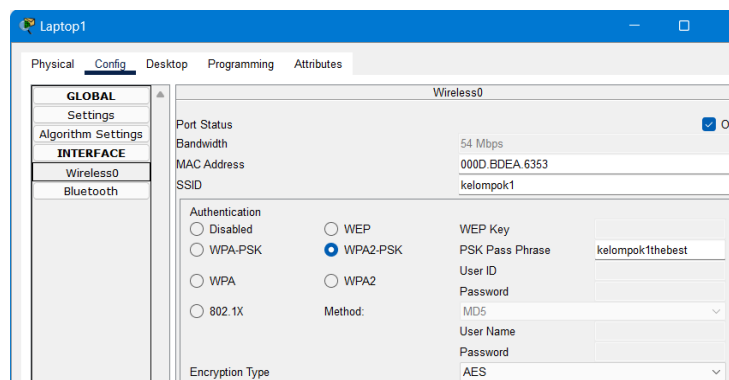 Laptop1
Physical Config Desktop Programming Attributes
GLOBAL
Settings
Algorithm Settings
INTERFACE
Wireless0
Bluetooth
Wireless0
Port Status
Bandwidth 54 Mbps
MAC Address 000D.BDEA.6353
SSID kelompok1
Authentication
Disabled WEP WEP Key
WPA-PSK WPA2-PSK PSK Pass Phrase kelompok1thebest
User ID
WPA WPA2
Password
802.1X Method: MD5
User Name
Password
Encryption Type AES